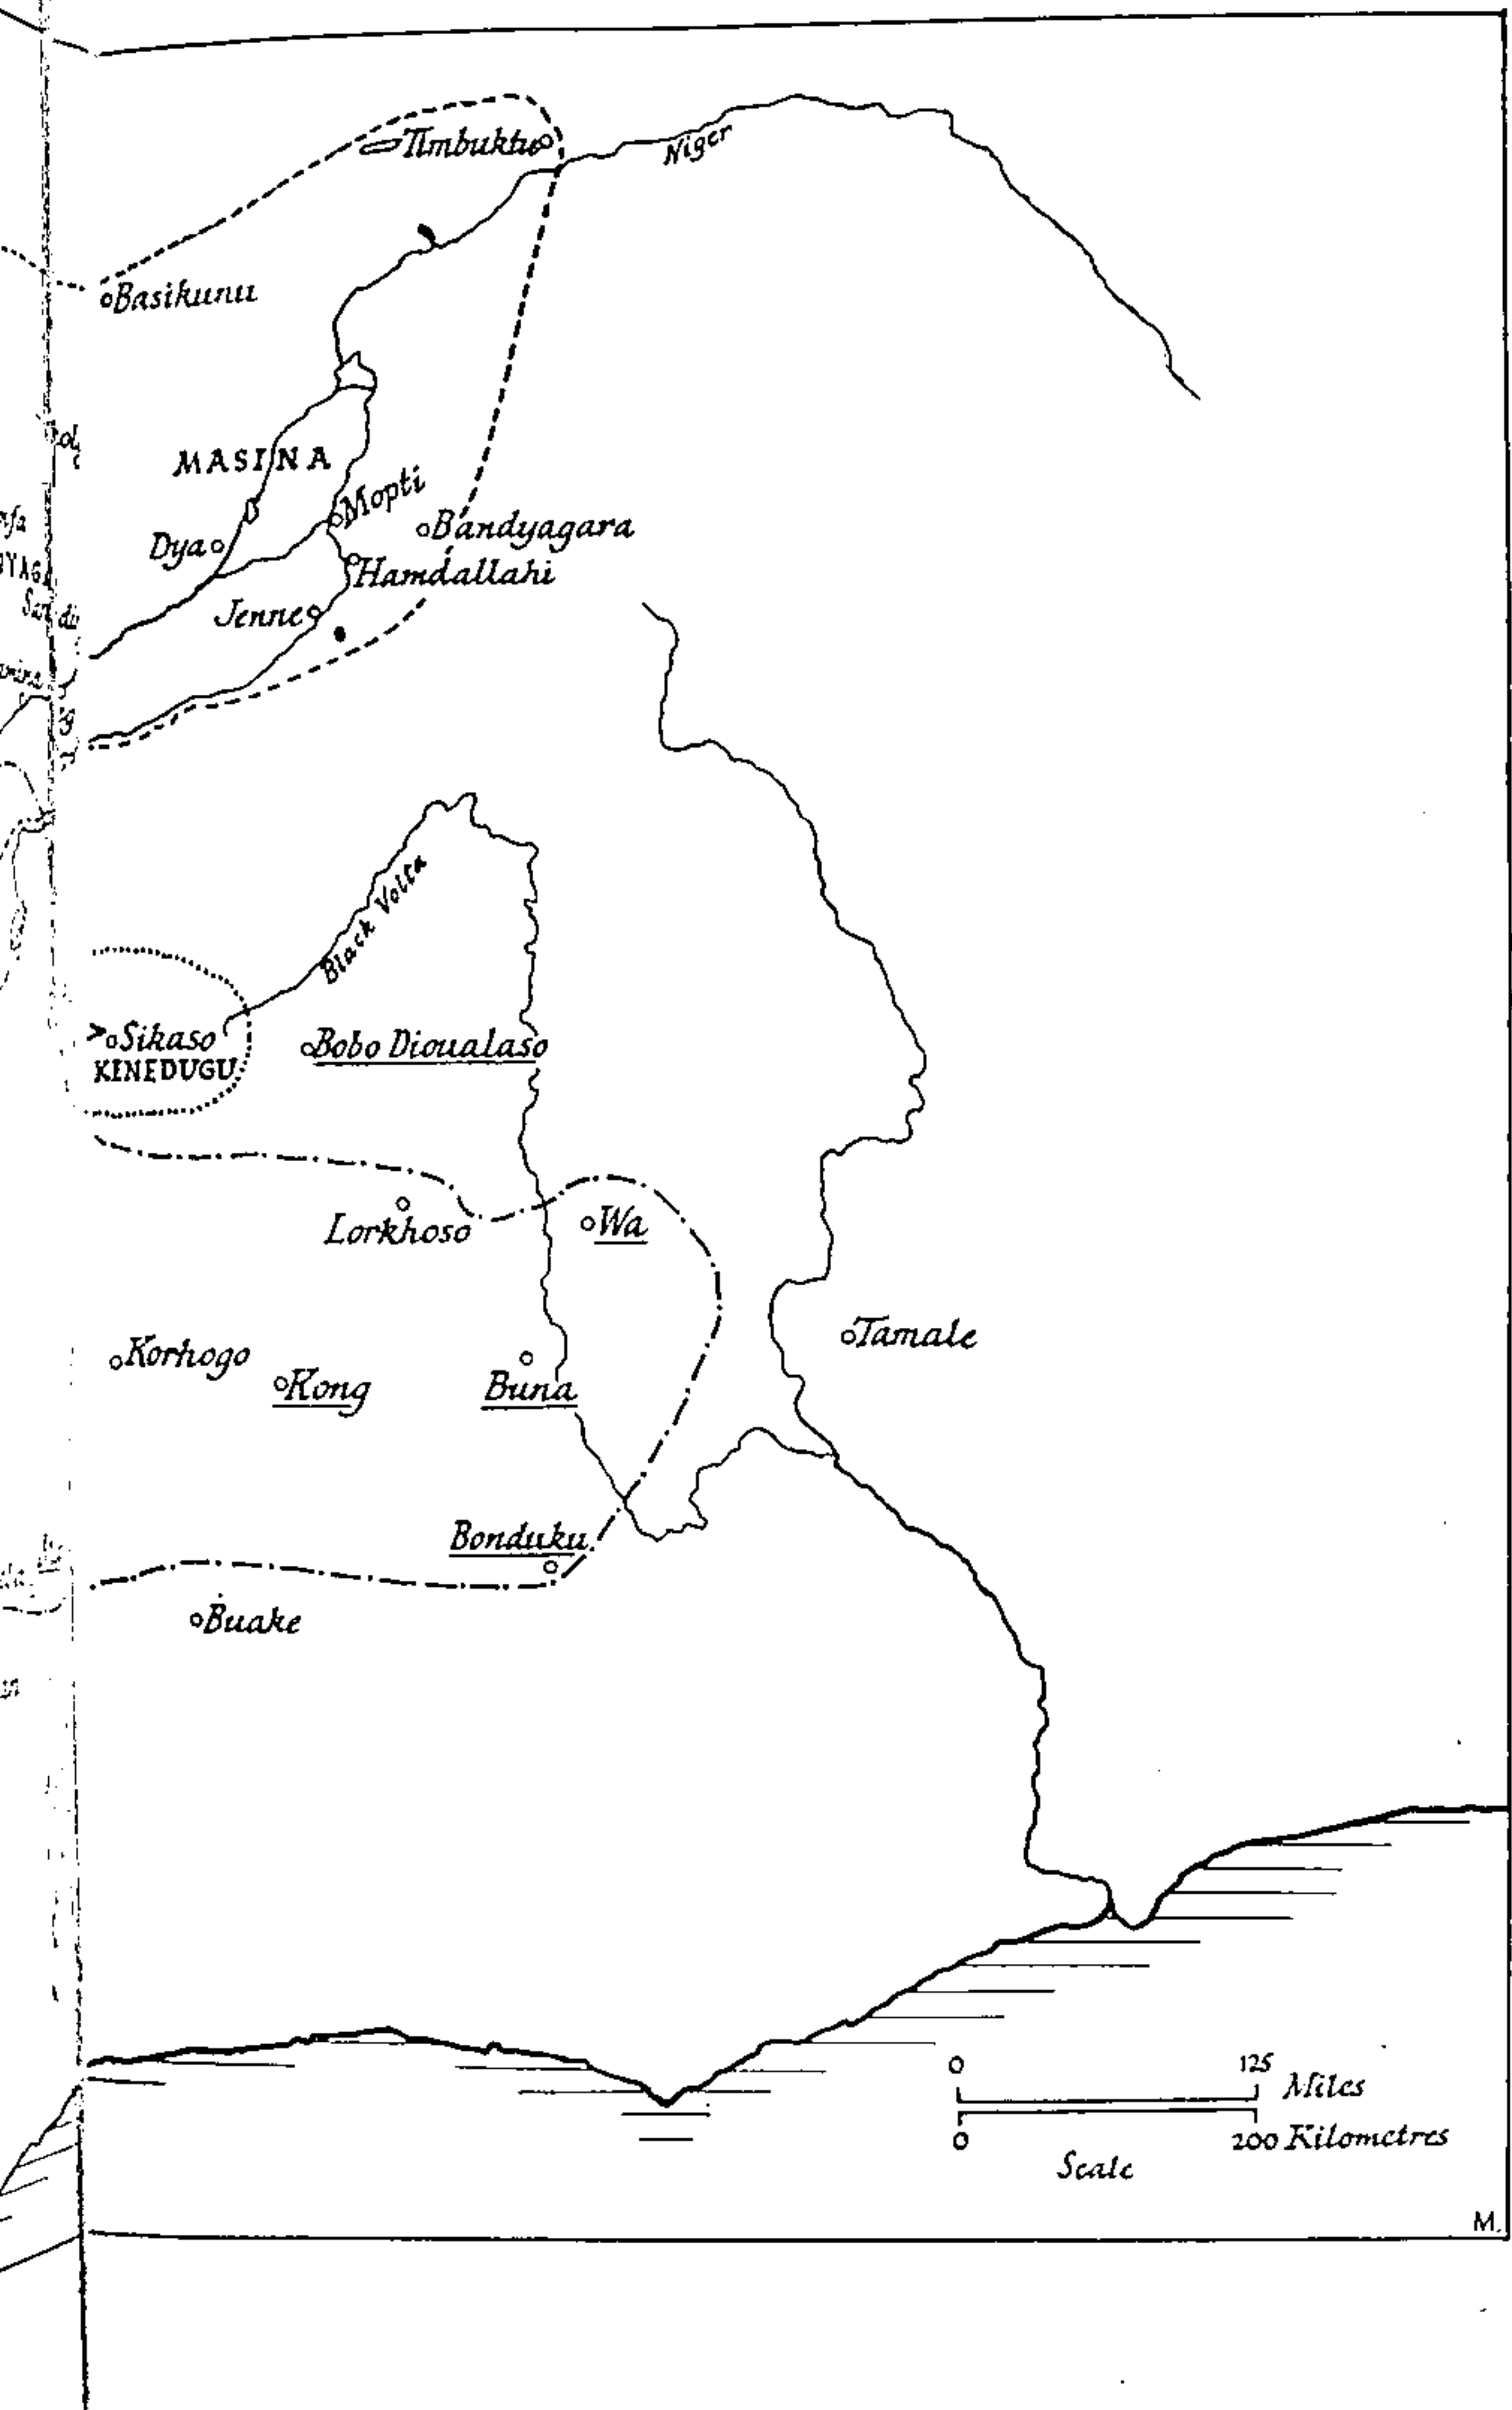 Timbuktu
Niger
Basikunu
MASINA
Mopti
Bandyagara
Dya
Hamdallahi
Jenne
Black Volta
Sikaso
KINEDUGU
Bobo Dioualaso
Lorkhoso
Wa
Tamale
Korhogo
Kong
Buna
Bonduku
Buake
0 125 Miles
0 200 Kilometres
Scale
M.